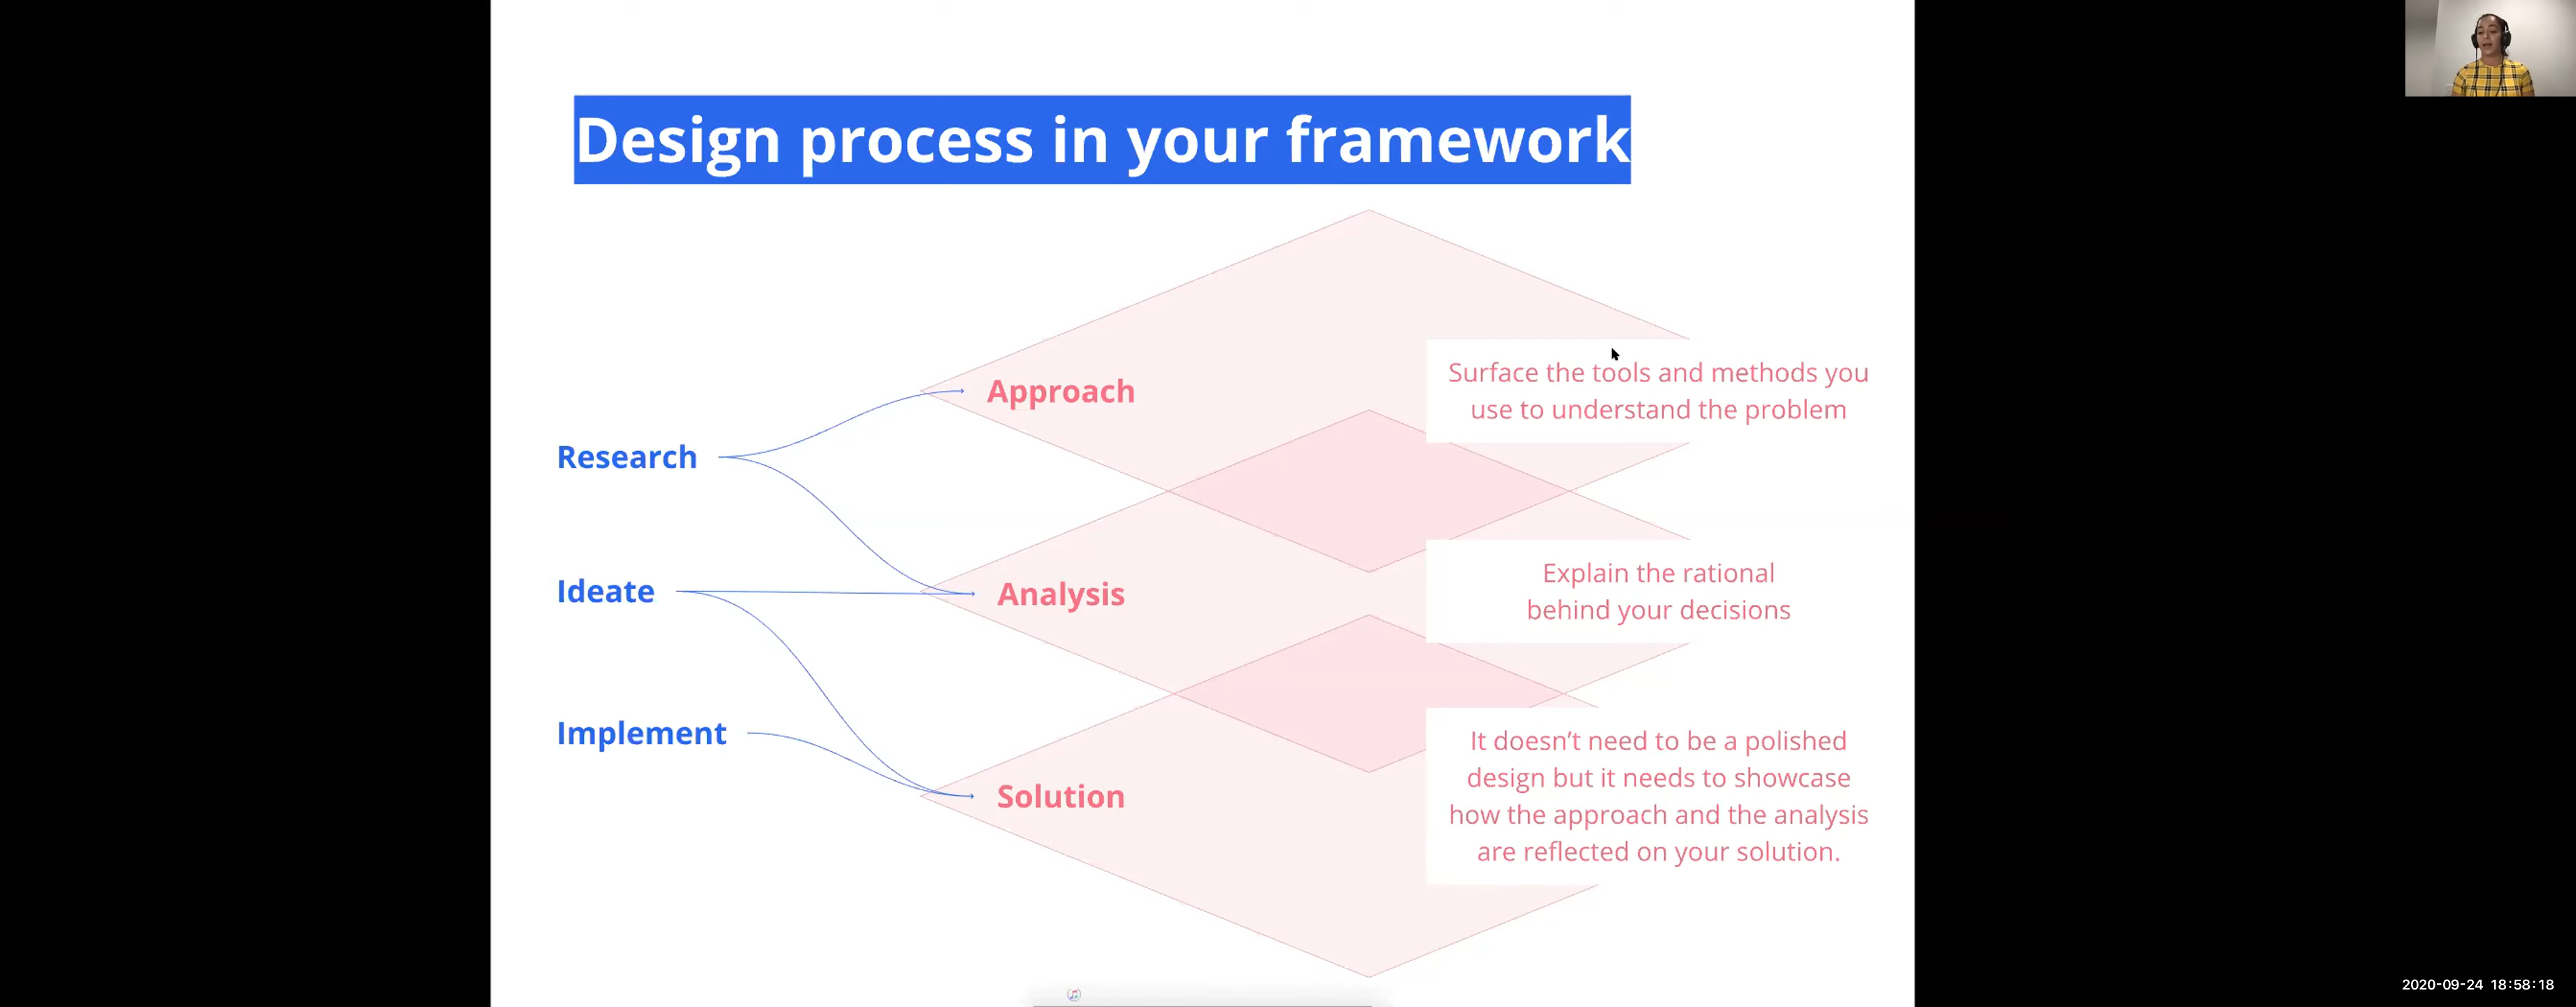 Design process in your framework
Approach
Surface the tools and methods you
use to understand the problem
Research
Ideate
Analysis
Explain the rational
behind your decisions
Implement
Solution
It doesn’t need to be a polished
design but it needs to showcase
how the approach and the analysis
are reflected on your solution.
2020-09-24 18:58:18